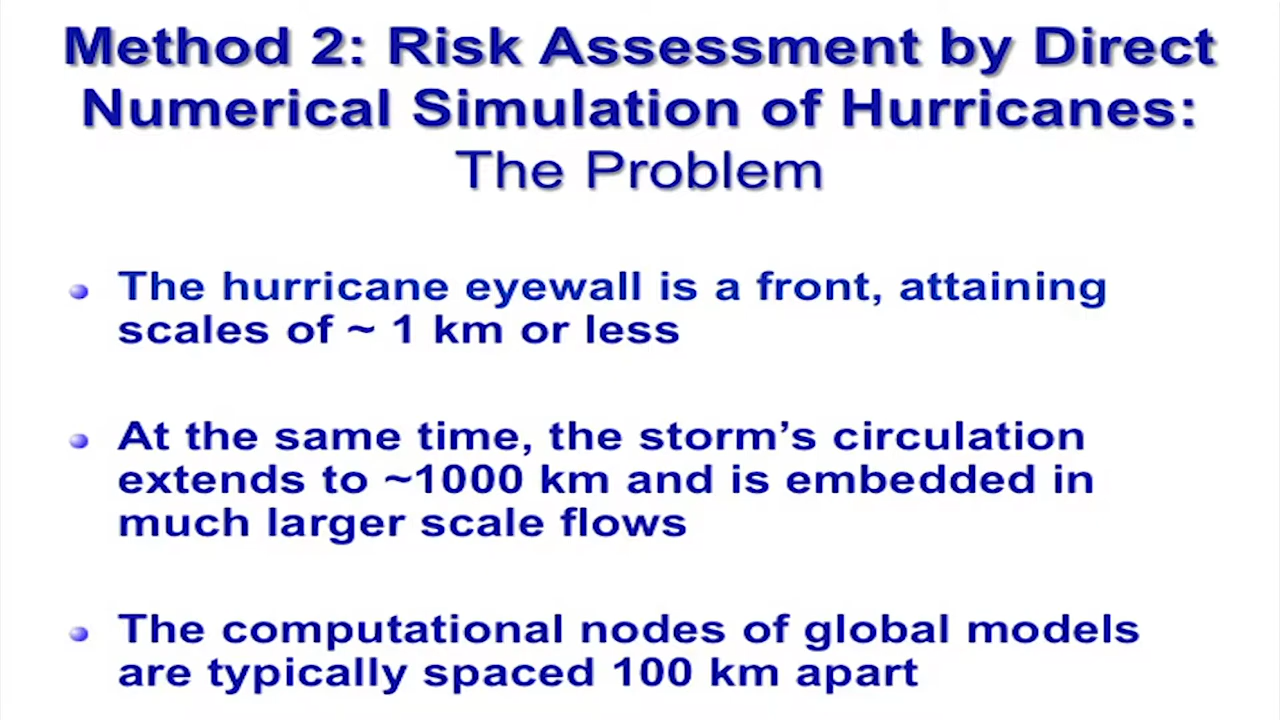 Method 2: Risk Assessment by Direct
Numerical Simulation of Hurricanes:
The Problem
The hurricane eyewall is a front, attaining
scales of ~ 1 km or less
At the same time, the storm’s circulation
extends to ~1000 km and is embedded in
much larger scale flows
The computational nodes of global models
are typically spaced 100 km apart